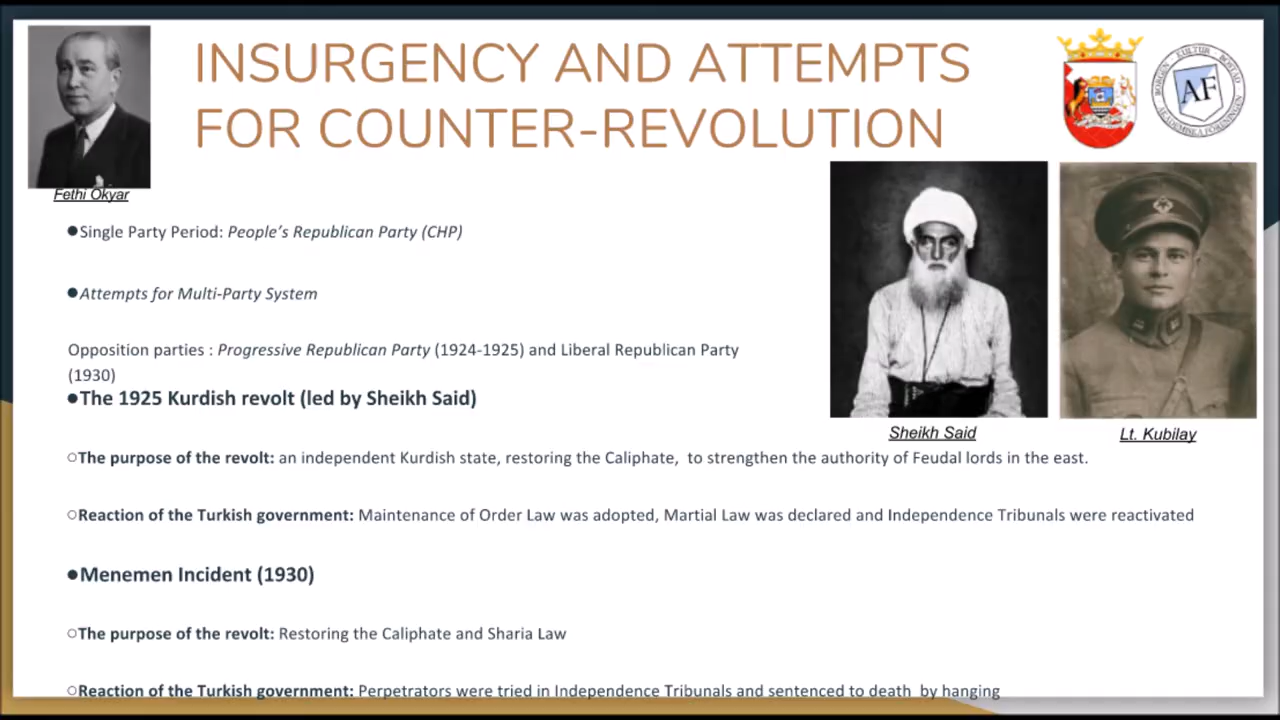 INSURGENCY AND ATTEMPTS
FOR COUNTER-REVOLUTION
Fethi Okyar
●Single Party Period: People's Republican Party (CHP)
●Attempts for Multi-Party System
Opposition parties : Progressive Republican Party (1924-1925) and Liberal Republican Party
(1930)
●The 1925 Kurdish revolt (led by Sheikh Said)
Sheikh Said
Lt. Kubilay
○The purpose of the revolt: an independent Kurdish state, restoring the Caliphate,  to strengthen the authority of Feudal lords in the east.
○Reaction of the Turkish government: Maintenance of Order Law was adopted, Martial Law was declared and Independence Tribunals were reactivated
●Menemen Incident (1930)
○The purpose of the revolt: Restoring the Caliphate and Sharia Law
○Reaction of the Turkish government: Perpetrators were tried in Independence Tribunals and sentenced to death  by hanging
AF